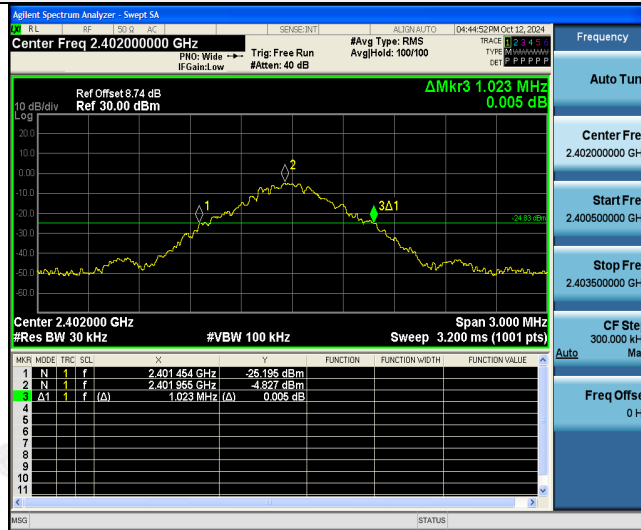 Agilent Spectrum Analyzer - Swept SA
LXI RL RF 50 Ω AC SENSE:INT ALIGN AUTO 04:44:52 PM Oct 12, 2024
Center Freq 2.402000000 GHz
PNO: Wide
IFGain:Low
Trig: Free Run
#Atten: 40 dB
#Avg Type: RMS
Avg|Hold: 100/100
TRACE 1 2 3 4 5 6
TYPE M
DET P P P P P P
Frequency
Auto Tun
Ref Offset 8.74 dB
10 dB/div Ref 30.00 dBm
Log
ΔMkr3 1.023 MHz
0.005 dB
20.0
10.0
0.00
-10.0
-20.0
-30.0
-40.0
-50.0
-60.0
1
2
3Δ1
-24.83 dBm
Center Fre
2.402000000 GH
Start Fre
2.400500000 GH
Stop Fre
2.403500000 GH
Center 2.402000 GHz Span 3.000 MHz
#Res BW 30 kHz #VBW 100 kHz Sweep 3.200 ms (1001 pts)
CF Ste
300.000 kH
Auto Ma
Freq Offse
0 H
MKR MODE TRC SCL X Y FUNCTION FUNCTION WIDTH FUNCTION VALUE
1 N 1 f 2.401 454 GHz -25.195 dBm
2 N 1 f 2.401 955 GHz -4.827 dBm
3 Δ1 1 f (Δ) 1.023 MHz (Δ) 0.005 dB
4
5
6
7
8
9
10
11
MSG STATUS